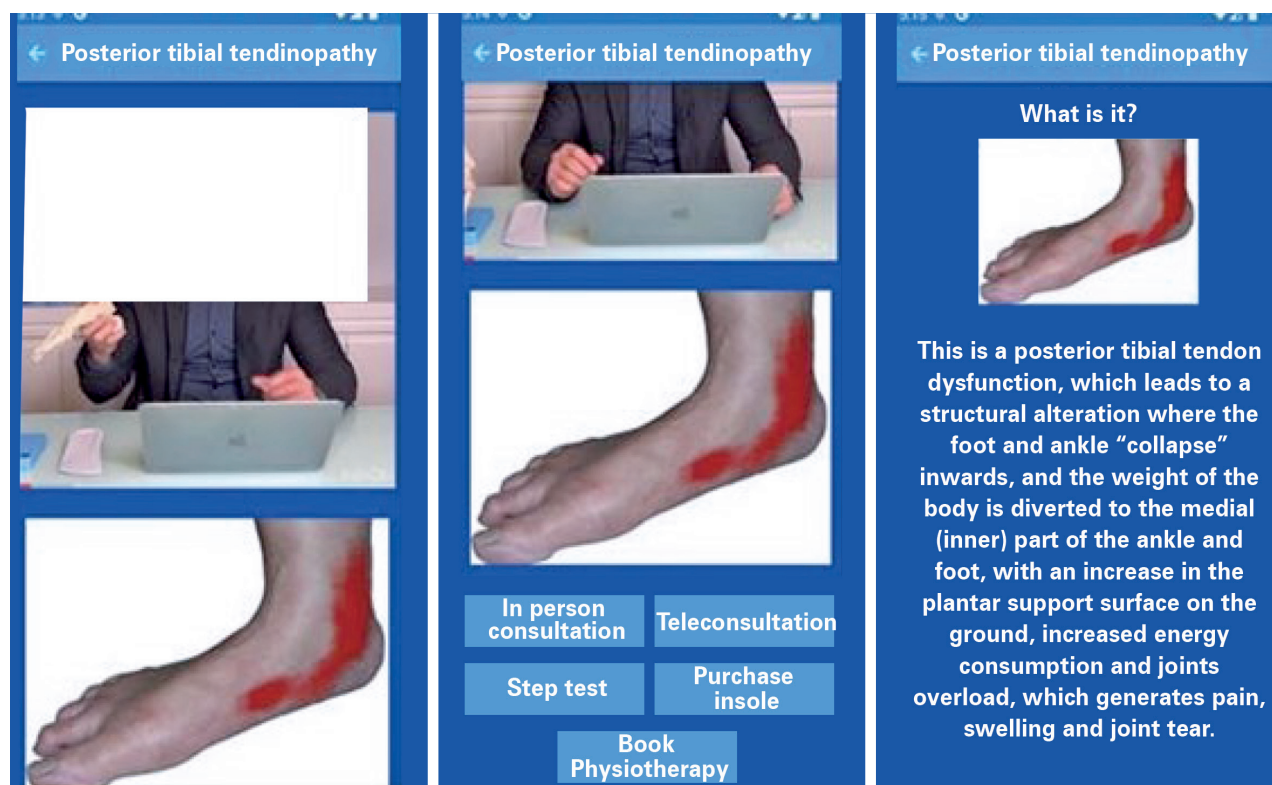 Posterior tibial tendinopathy
Posterior tibial tendinopathy
In person
consultation
Teleconsultation
Step test
Purchase
insole
Book
Physiotherapy
Posterior tibial tendinopathy
What is it?
This is a posterior tibial tendon
dysfunction, which leads to a
structural alteration where the
foot and ankle “collapse”
inwards, and the weight of the
body is diverted to the medial
(inner) part of the ankle and
foot, with an increase in the
plantar support surface on the
ground, increased energy
consumption and joints
overload, which generates pain,
swelling and joint tear.